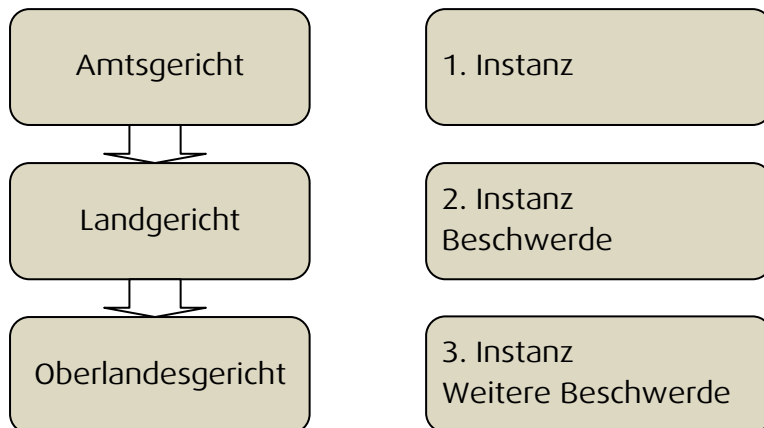 Amtsgericht
1. Instanz
Landgericht
2. Instanz
Beschwerde
Oberlandesgericht
3. Instanz
Weitere Beschwerde